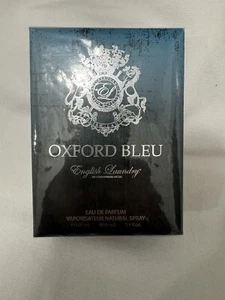 OXFORD BLEU
English Laundry
EAU DE PARFUM
VAPORISATEUR NATURAL SPRAY